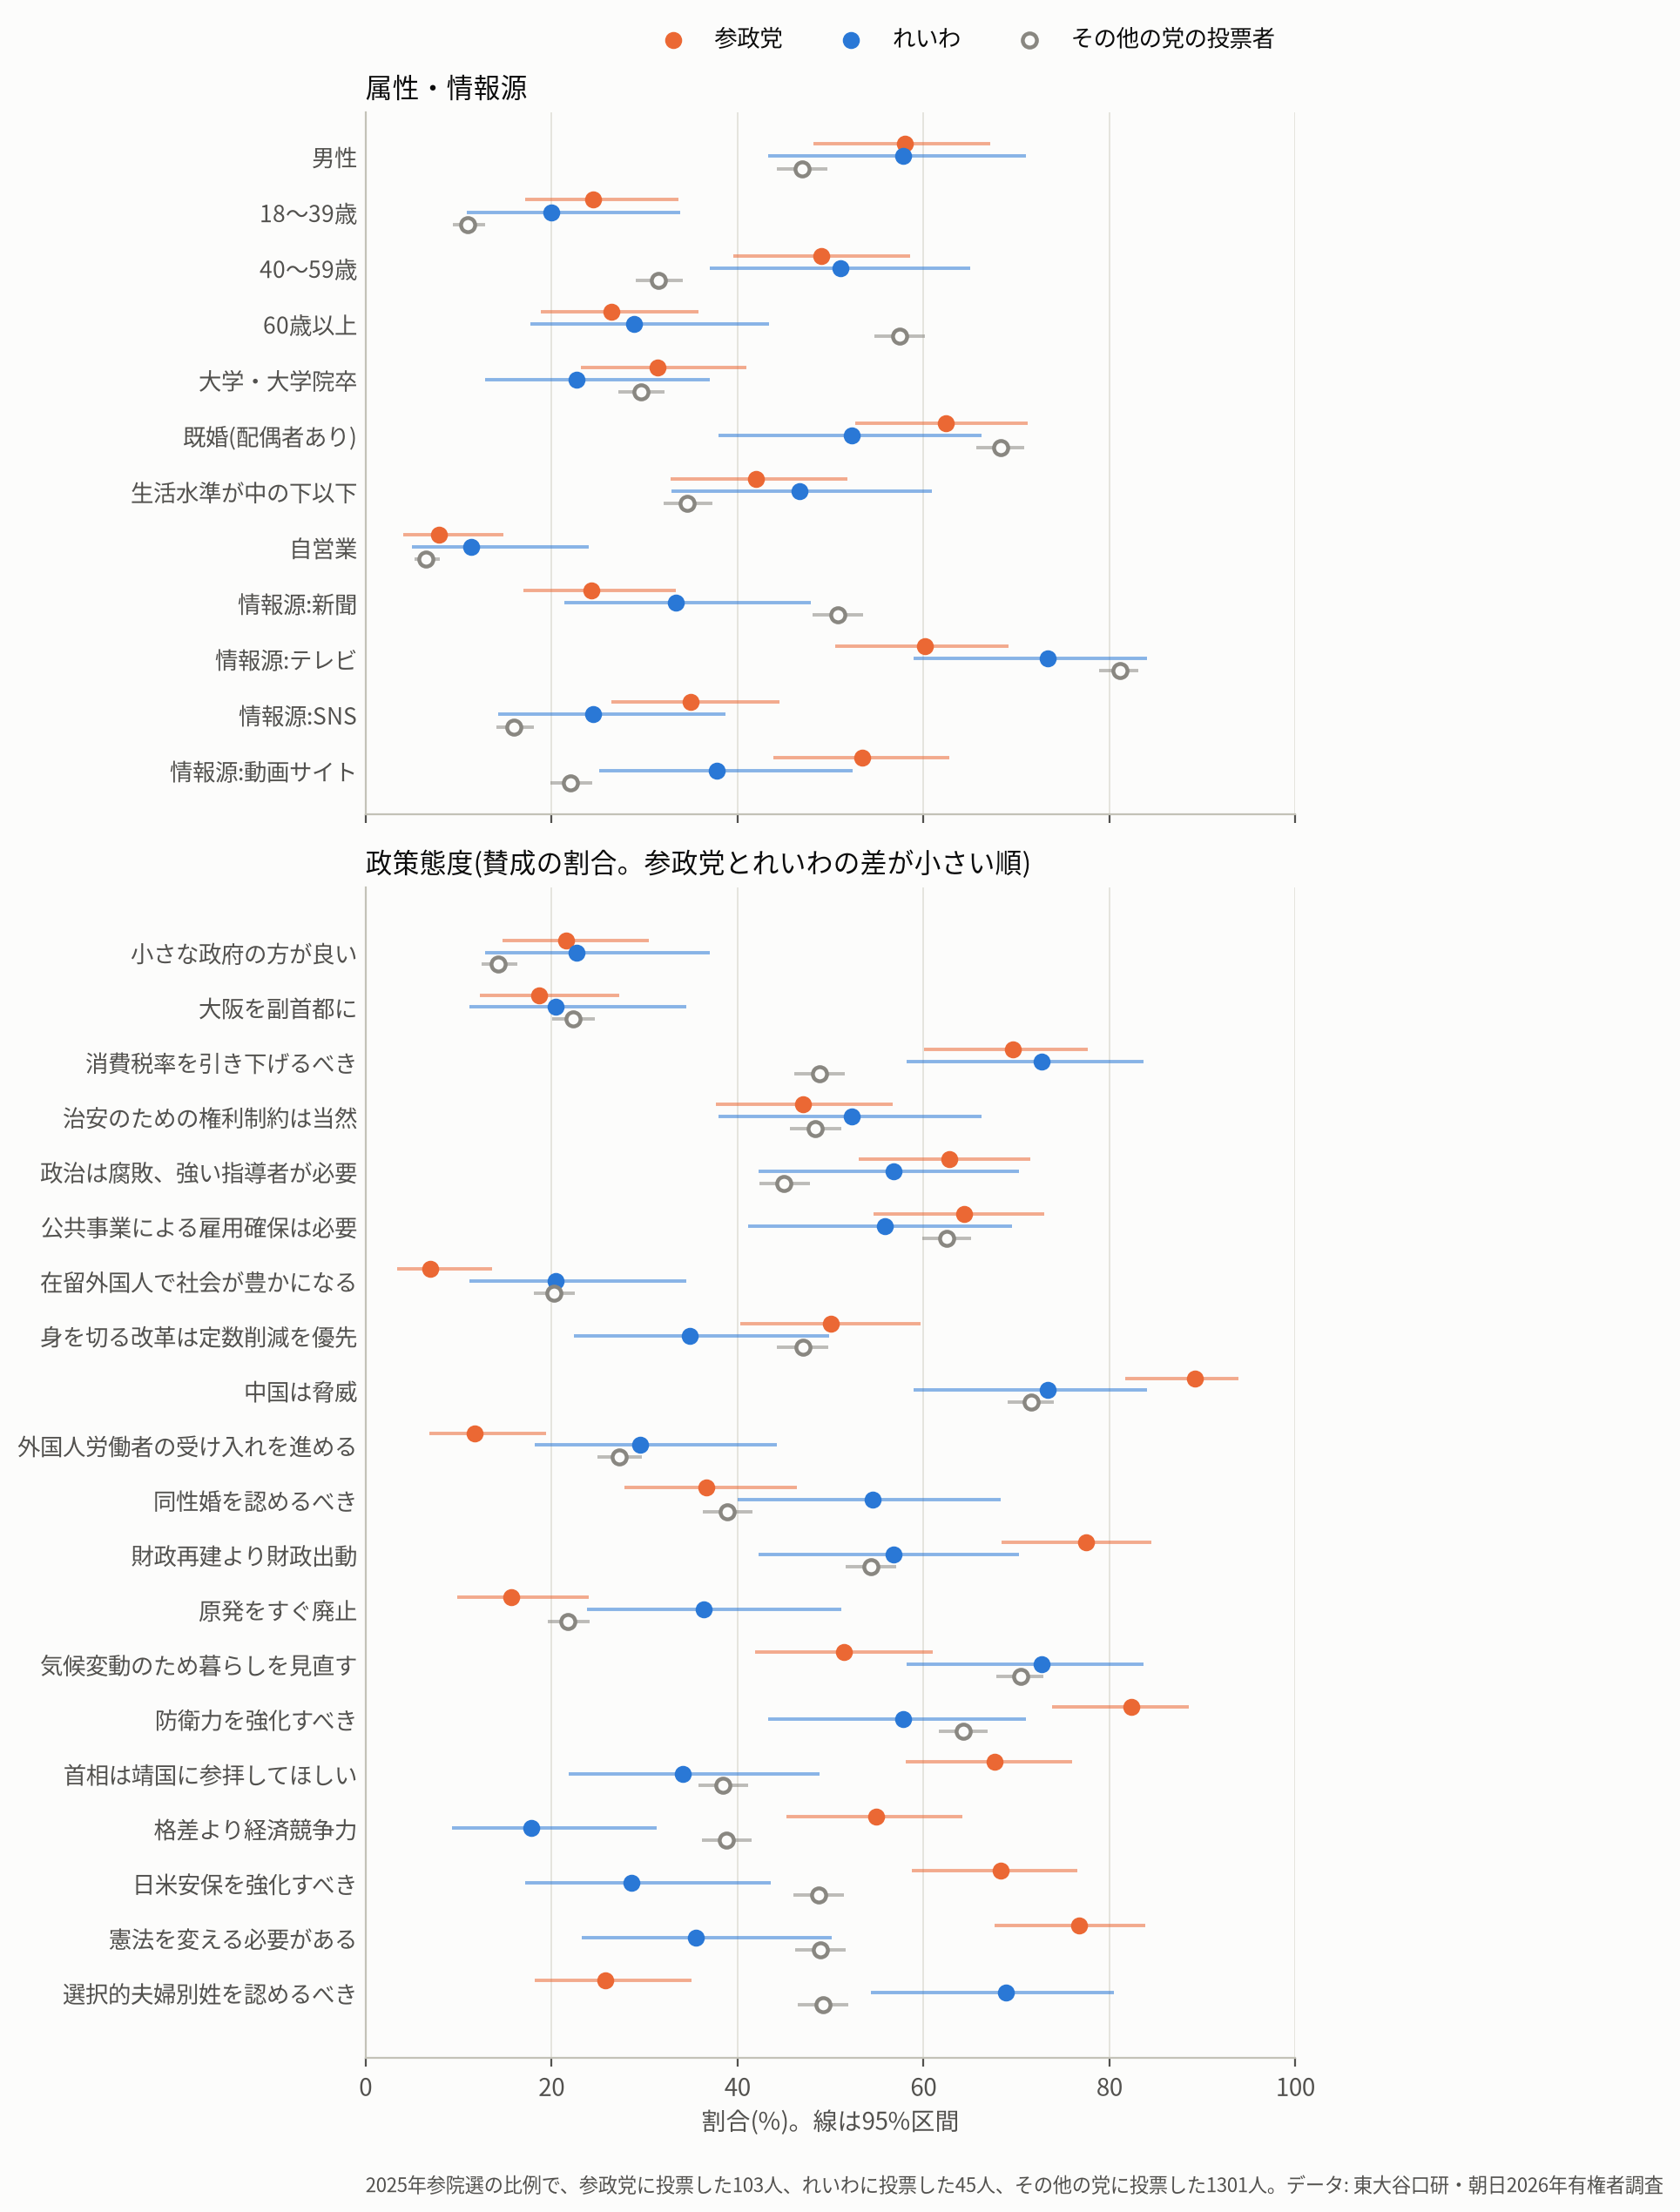 参政党 れいわ その他の党の投票者
属性・情報源
男性
18～39歳
40～59歳
60歳以上
大学・大学院卒
既婚(配偶者あり)
生活水準が中の下以下
自営業
情報源:新聞
情報源:テレビ
情報源:SNS
情報源:動画サイト
政策態度(賛成の割合。参政党とれいわの差が小さい順)
小さな政府の方が良い
大阪を副首都に
消費税率を引き下げるべき
治安のための権利制約は当然
政治は腐敗、強い指導者が必要
公共事業による雇用確保は必要
在留外国人で社会が豊かになる
身を切る改革は定数削減を優先
中国は脅威
外国人労働者の受け入れを進める
同性婚を認めるべき
財政再建より財政出動
原発をすぐ廃止
気候変動のため暮らしを見直す
防衛力を強化すべき
首相は靖国に参拝してほしい
格差より経済競争力
日米安保を強化すべき
憲法を変える必要がある
選択的夫婦別姓を認めるべき
0 20 40 60 80 100
割合(%)。線は95%区間
2025年参院選の比例で、参政党に投票した103人、れいわに投票した45人、その他の党に投票した1301人。データ: 東大谷口研・朝日2026年有権者調査